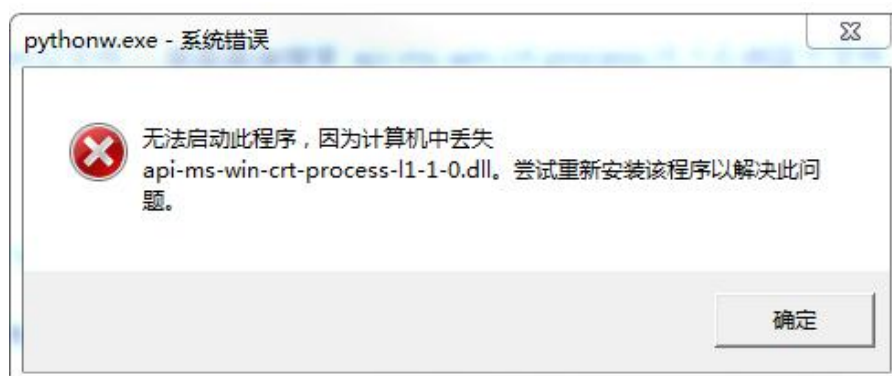 pythonw.exe - 系统错误
无法启动此程序，因为计算机中丢失
api-ms-win-crt-process-l1-1-0.dll。尝试重新安装该程序以解决此问
题。
确定